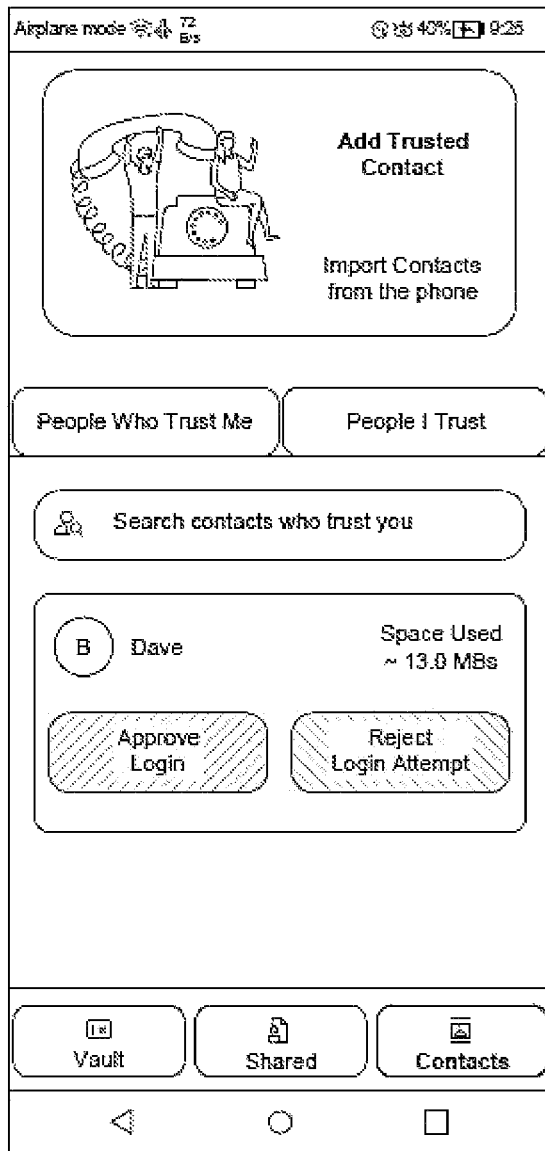 Airplane mode 72 B/s 40% 9:25
Add Trusted
Contact
Import Contacts
from the phone
People Who Trust Me People I Trust
Search contacts who trust you
B Dave Space Used
~ 13.0 MBs
Approve Reject
Login Login Attempt
Vault Shared Contacts